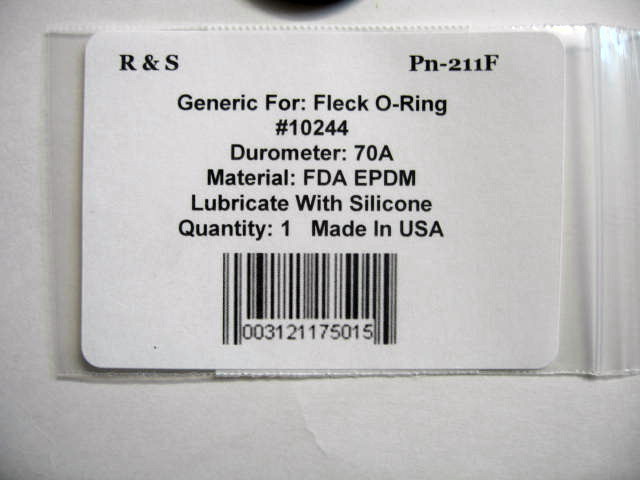 R & S Pn-211F
Generic For: Fleck O-Ring
#10244
Durometer: 70A
Material: FDA EPDM
Lubricate With Silicone
Quantity: 1 Made In USA
003121175015